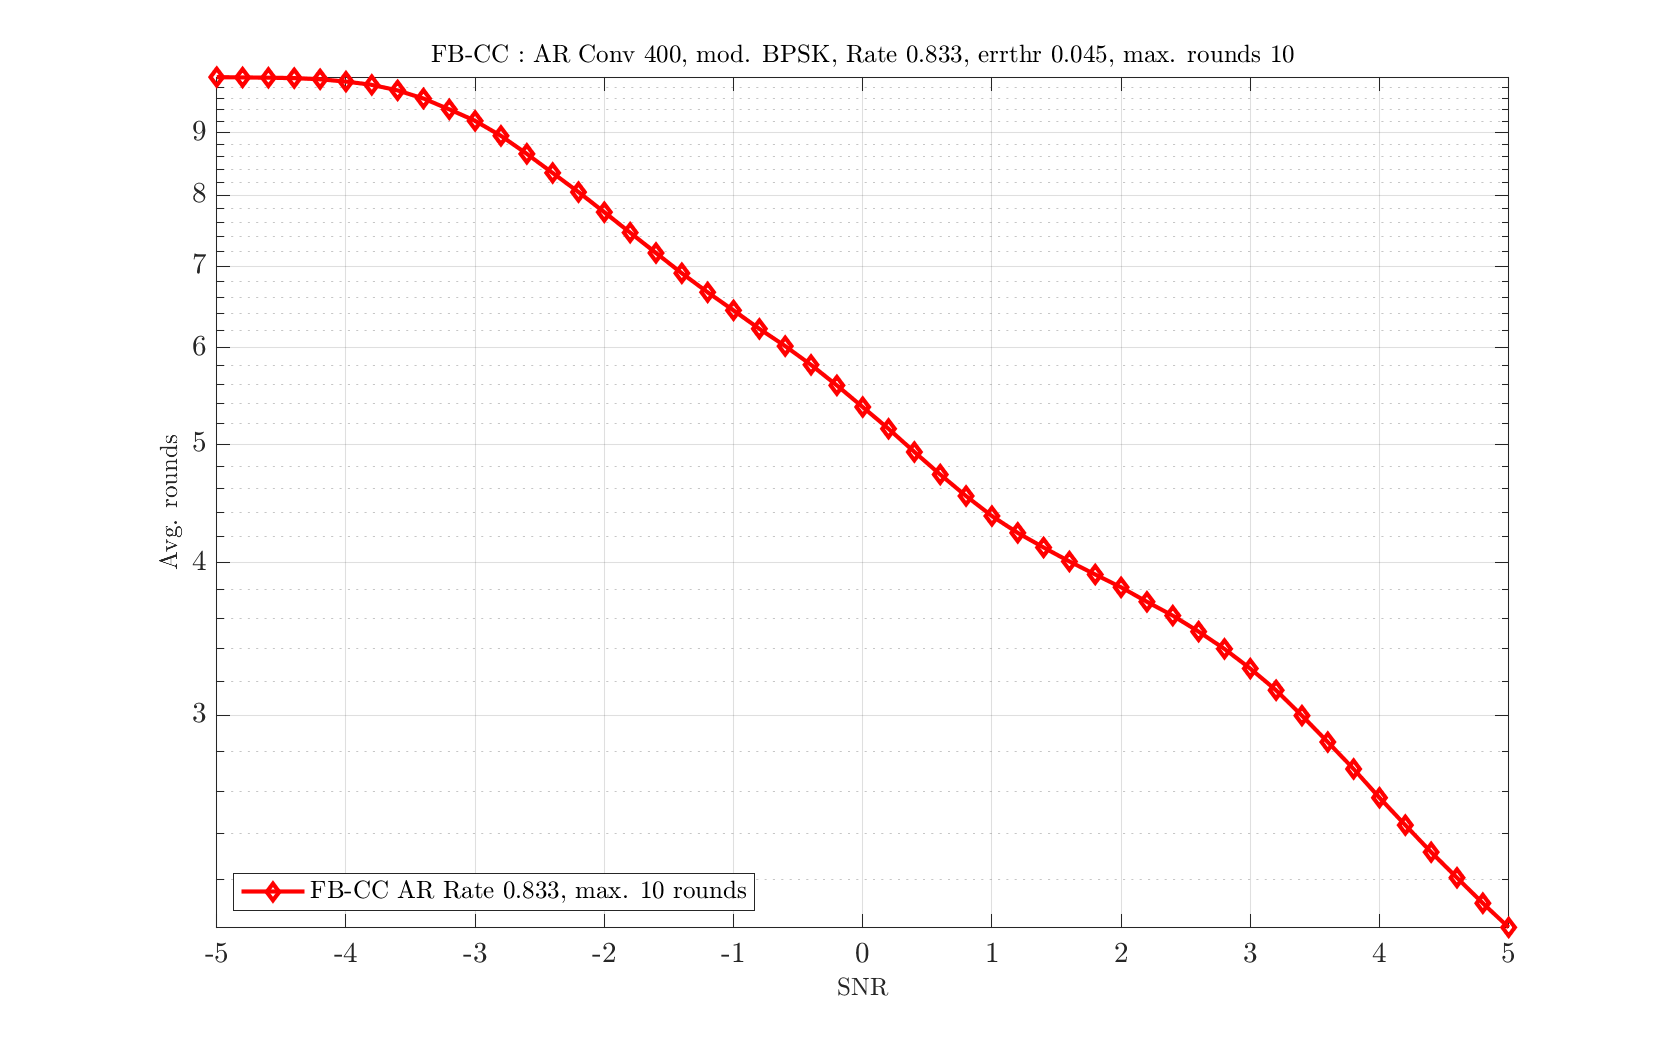 FB-CC : AR Conv 400, mod. BPSK, Rate 0.833, errthr 0.045, max. rounds 10
9
8
7
6
5
4
3
Avg. rounds
FB-CC AR Rate 0.833, max. 10 rounds
-5 -4 -3 -2 -1 0 1 2 3 4 5
SNR